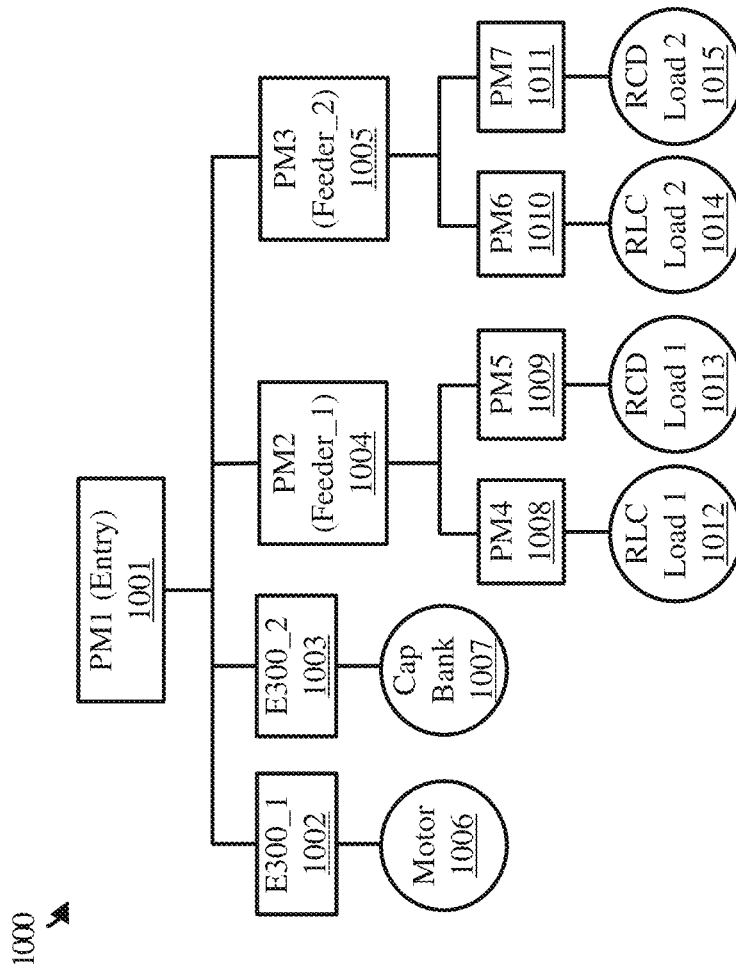 1000
PM1 (Entry)
1001
E300_1
1002
E300_2
1003
PM2
(Feeder_1)
1004
PM3
(Feeder_2)
1005
Motor
1006
Cap
Bank
1007
PM4
1008
PM5
1009
PM6
1010
PM7
1011
RLC
Load 1
1012
RCD
Load 1
1013
RLC
Load 2
1014
RCD
Load 2
1015